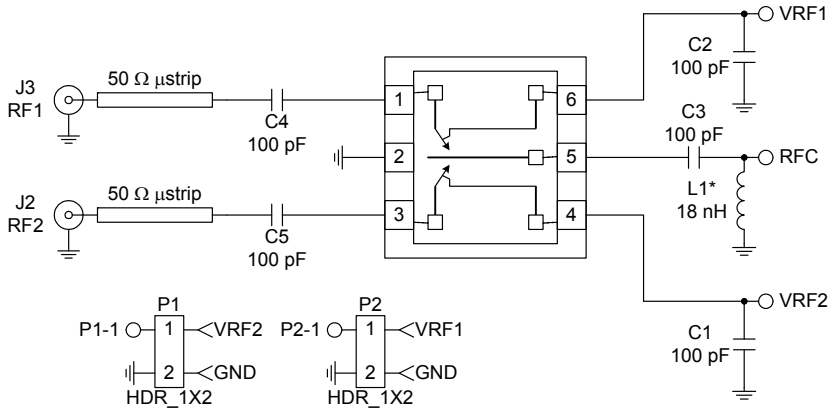 VRF1
C2
100 pF
J3
RF1
50 Ω µstrip
C4
100 pF
1
6
C3
100 pF
2
5
RFC
L1*
18 nH
J2
RF2
50 Ω µstrip
C5
100 pF
3
4
VRF2
C1
100 pF
P1
P1-1
1
VRF2
2
GND
HDR_1X2
P2
P2-1
1
VRF1
2
GND
HDR_1X2